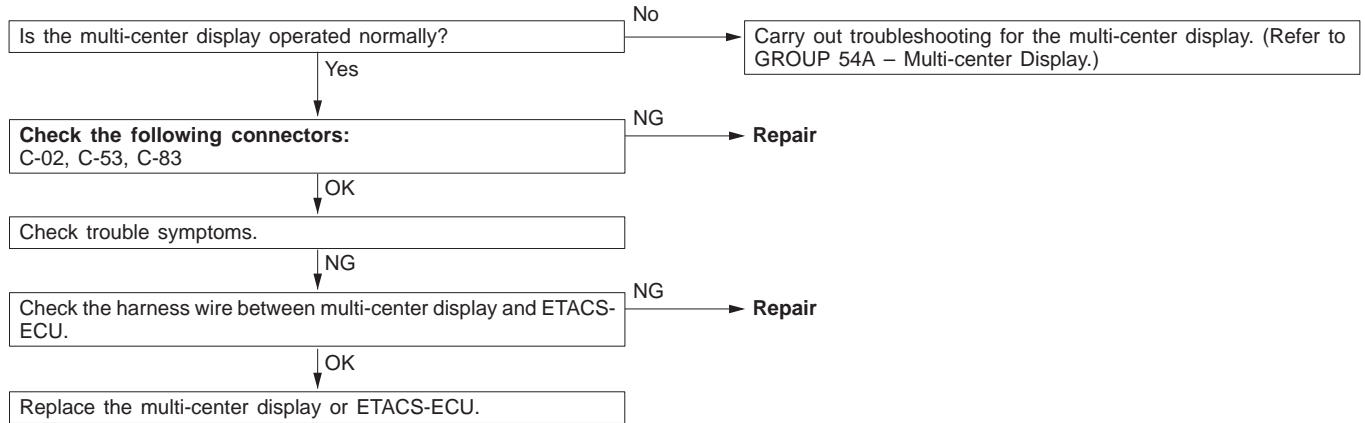 Is the multi-center display operated normally?
No
Carry out troubleshooting for the multi-center display. (Refer to
GROUP 54A – Multi-center Display.)
Yes
Check the following connectors:
C-02, C-53, C-83
NG
Repair
OK
Check trouble symptoms.
NG
Check the harness wire between multi-center display and ETACS-
ECU.
NG
Repair
OK
Replace the multi-center display or ETACS-ECU.